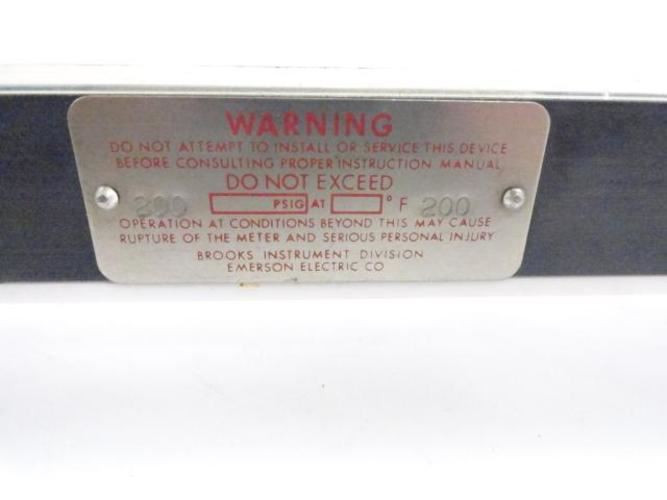 WARNING
DO NOT ATTEMPT TO INSTALL OR SERVICE THIS DEVICE
BEFORE CONSULTING PROPER INSTRUCTION MANUAL
DO NOT EXCEED
200 PSIG AT ° F 200
OPERATION AT CONDITIONS BEYOND THIS MAY CAUSE
RUPTURE OF THE METER AND SERIOUS PERSONAL INJURY
BROOKS INSTRUMENT DIVISION
EMERSON ELECTRIC CO